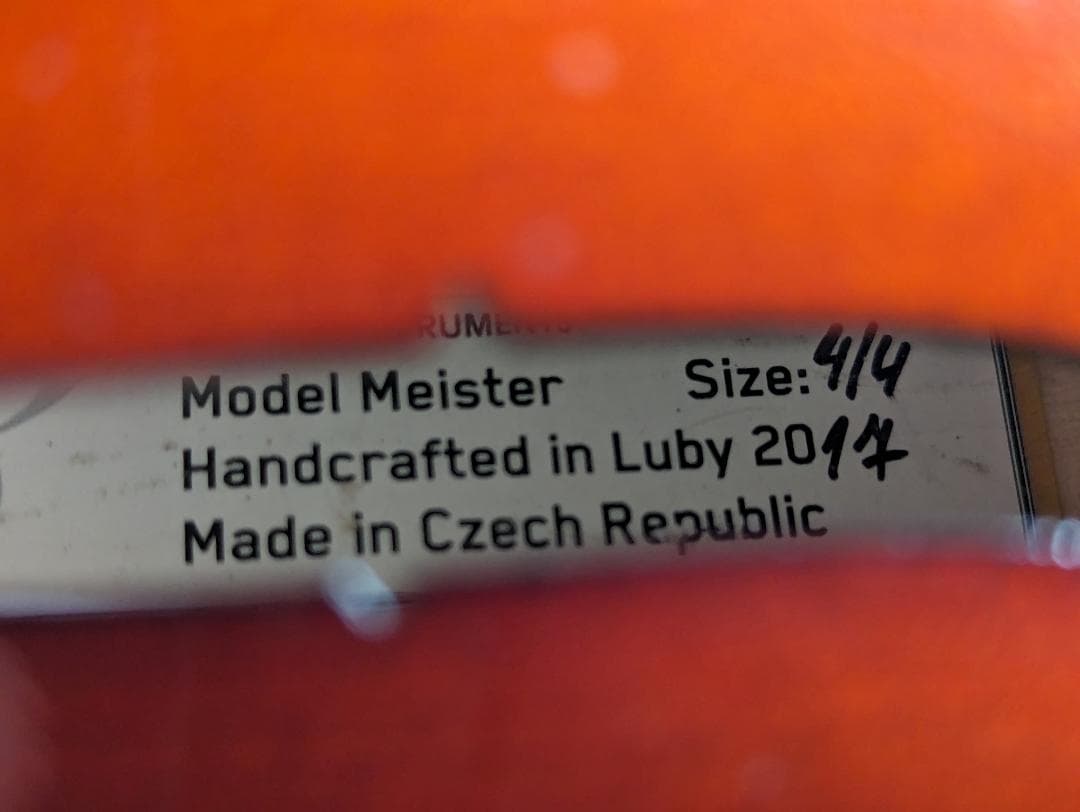 Model Meister Size: 4/4
Handcrafted in Luby 2017
Made in Czech Republic